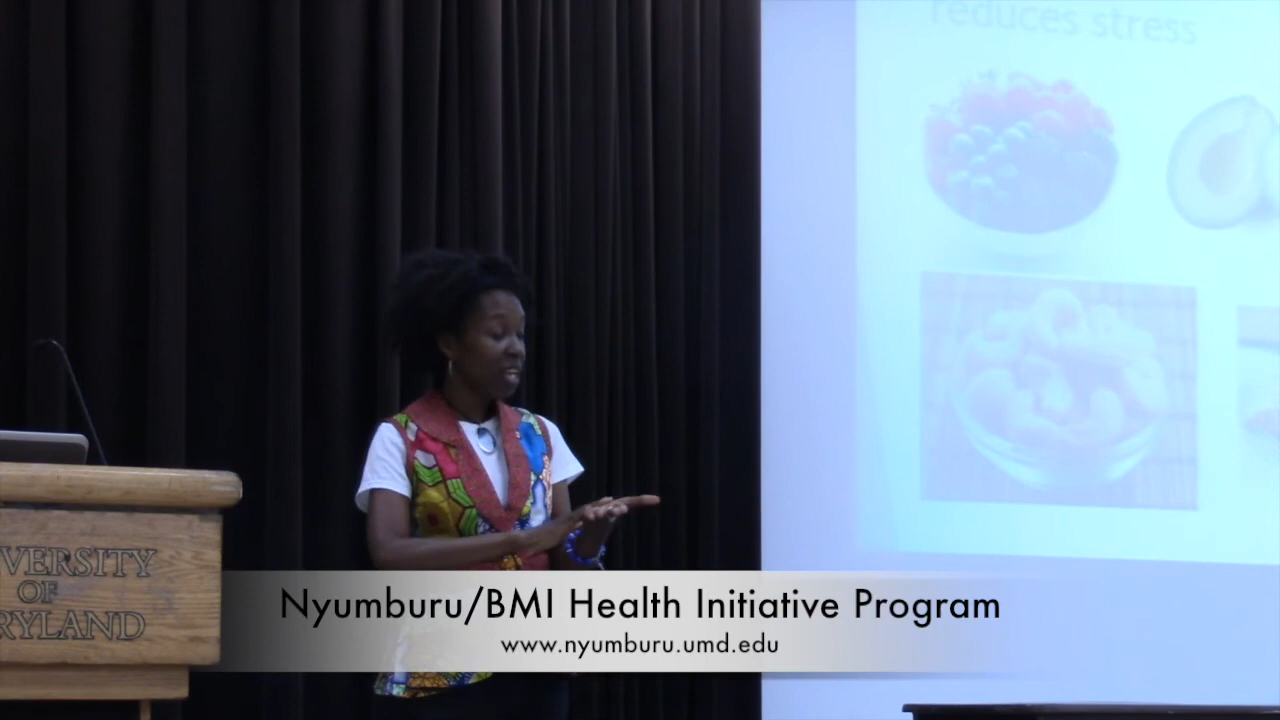 reduces stress
VERSITY
OF
RYLAND
Nyumburu/BMI Health Initiative Program
www.nyumburu.umd.edu